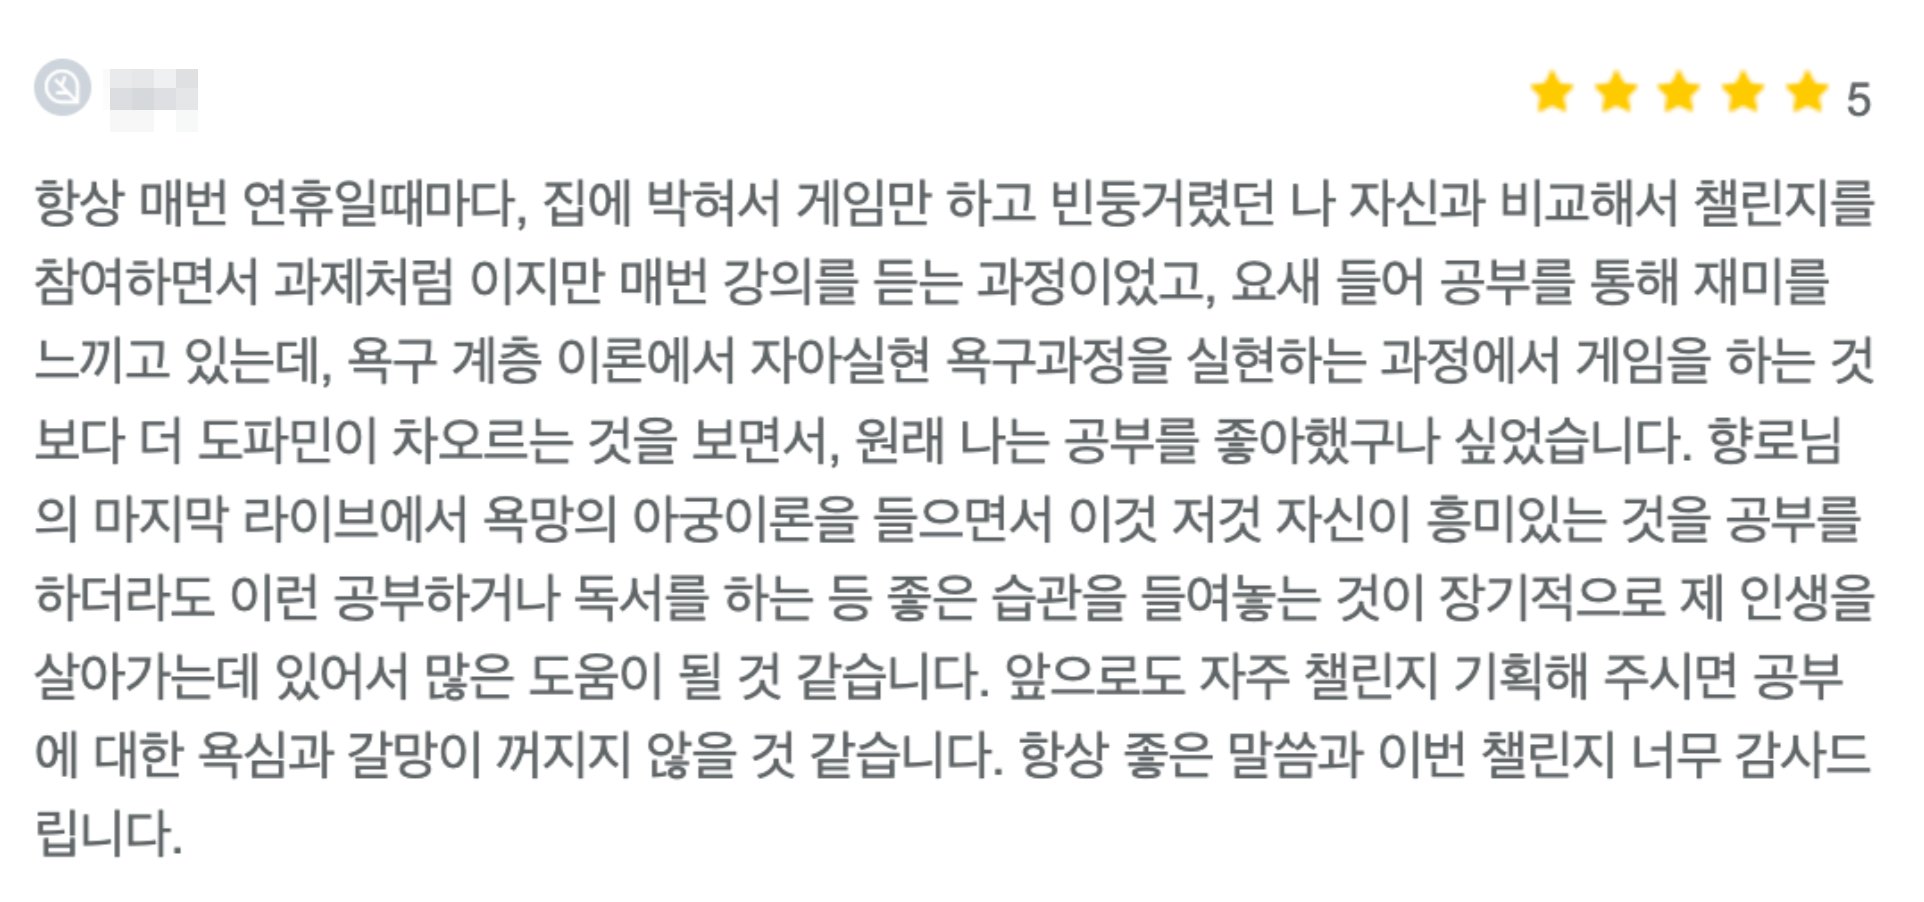 5
항상 매번 연휴일때마다, 집에 박혀서 게임만 하고 빈둥거렸던 나 자신과 비교해서 챌린지를
참여하면서 과제처럼 이지만 매번 강의를 듣는 과정이었고, 요새 들어 공부를 통해 재미를
느끼고 있는데, 욕구 계층 이론에서 자아실현 욕구과정을 실현하는 과정에서 게임을 하는 것
보다 더 도파민이 차오르는 것을 보면서, 원래 나는 공부를 좋아했구나 싶었습니다. 향로님
의 마지막 라이브에서 욕망의 아궁이론을 들으면서 이것 저것 자신이 흥미있는 것을 공부를
하더라도 이런 공부하거나 독서를 하는 등 좋은 습관을 들여놓는 것이 장기적으로 제 인생을
살아가는데 있어서 많은 도움이 될 것 같습니다. 앞으로도 자주 챌린지 기획해 주시면 공부
에 대한 욕심과 갈망이 꺼지지 않을 것 같습니다. 항상 좋은 말씀과 이번 챌린지 너무 감사드
립니다.